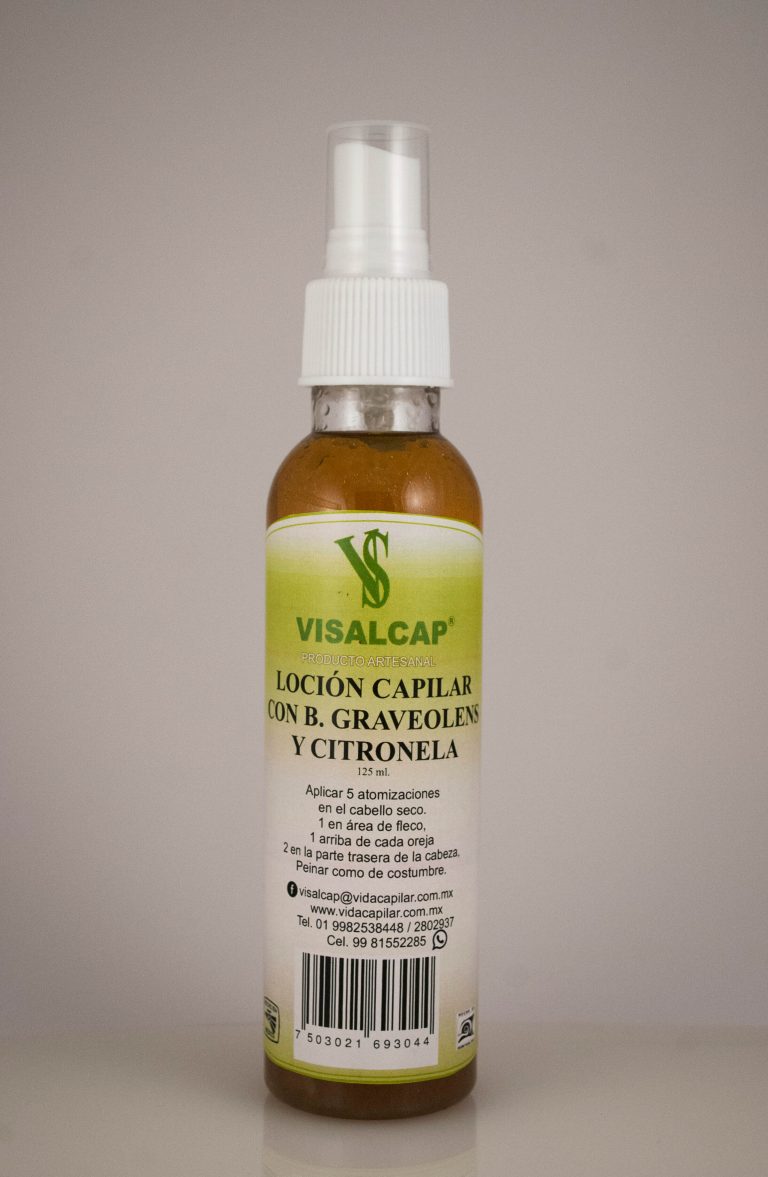 VS
VISALCAP®
PRODUCTO ARTESANAL
LOCIÓN CAPILAR
CON B. GRAVEOLENS
Y CITRONELA
125 ml.
Aplicar 5 atomizaciones
en el cabello seco.
1 en área de fleco,
1 arriba de cada oreja
2 en la parte trasera de la cabeza,
Peinar como de costumbre.
visalcap@vidacapilar.com.mx
www.vidacapilar.com.mx
Tel. 01 9982538448 / 2802937
Cel. 99 81552285
7 503021 693044